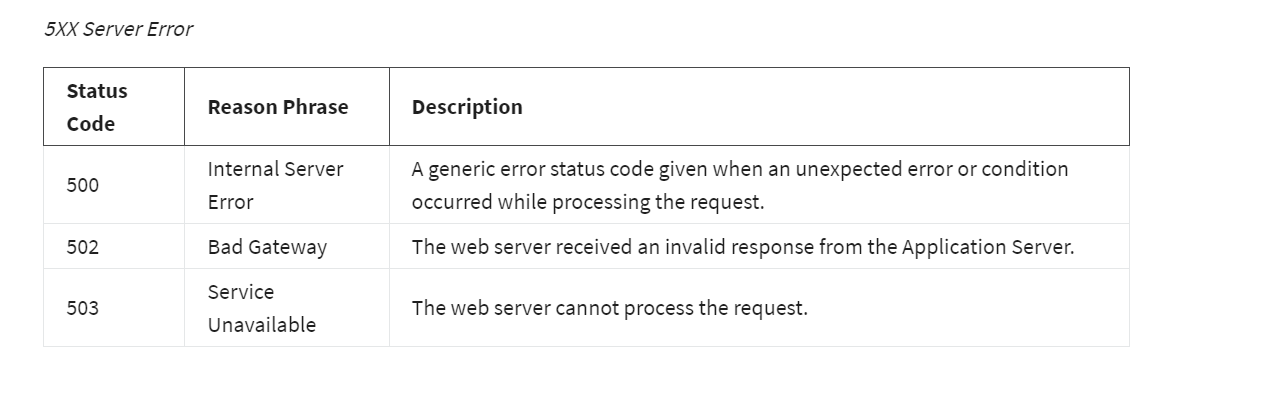 5XX Server Error
Status
Code
Reason Phrase
Description
500
Internal Server
Error
A generic error status code given when an unexpected error or condition
occurred while processing the request.
502
Bad Gateway
The web server received an invalid response from the Application Server.
503
Service
Unavailable
The web server cannot process the request.